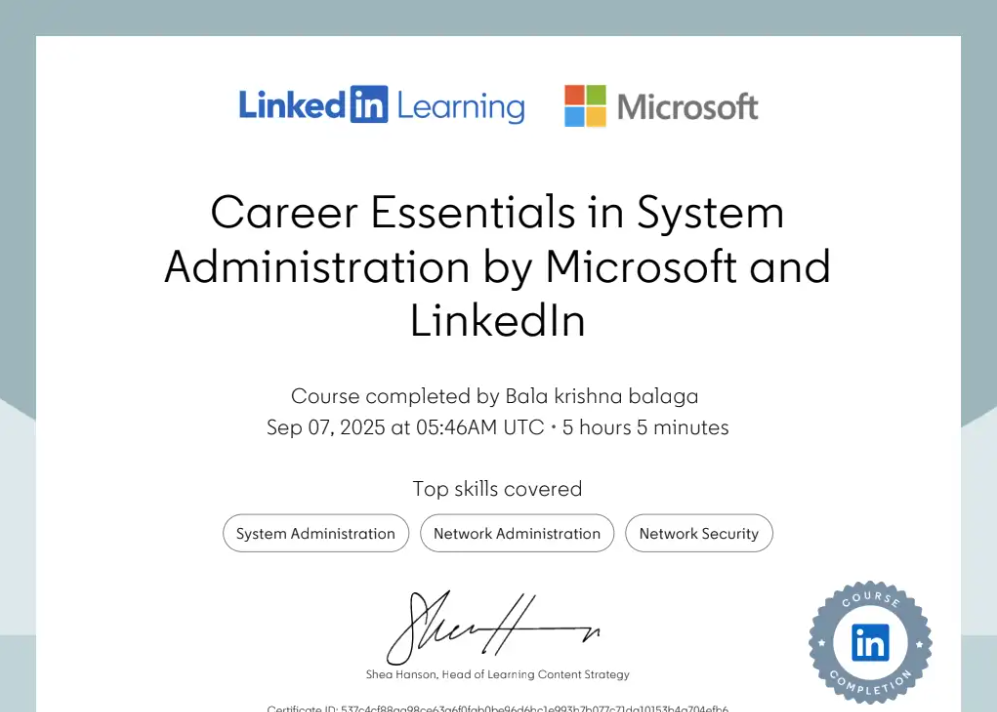 Linked in Learning Microsoft
Career Essentials in System
Administration by Microsoft and
LinkedIn
Course completed by Bala krishna balaga
Sep 07, 2025 at 05:46AM UTC • 5 hours 5 minutes
Top skills covered
System Administration Network Administration Network Security
Shea Hanson, Head of Learning Content Strategy
COURSE
in
COMPLETION
Certificate ID: